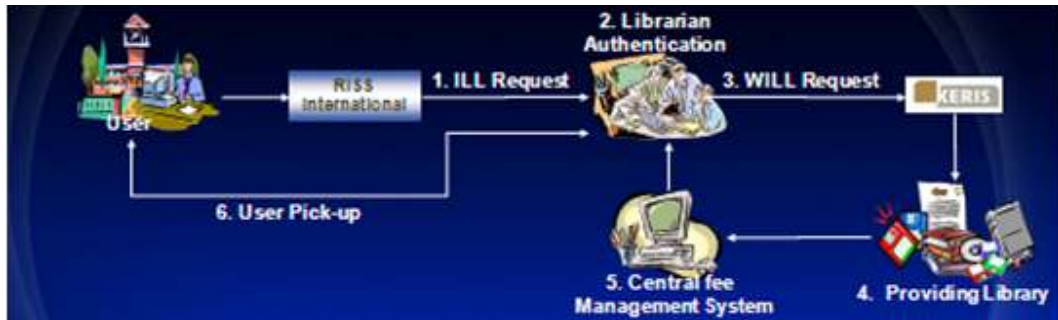 User
RISS
International
1. ILL Request
2. Librarian
Authentication
3. WILL Request
KERIS
4. Providing Library
5. Central fee
Management System
6. User Pick-up